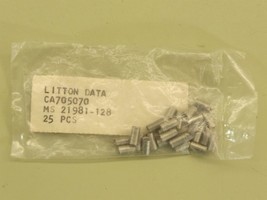 LITTON DATA
CA705070
MS 21981-128
25 PCS